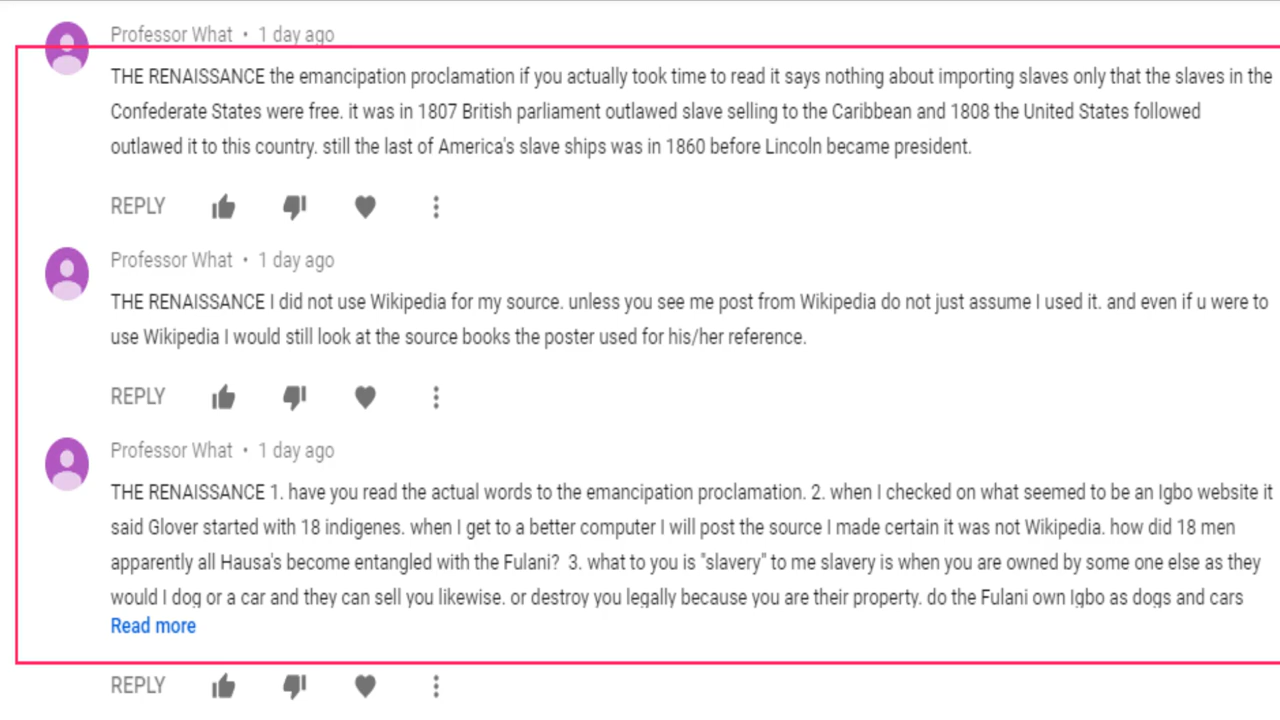 Professor What • 1 day ago
THE RENAISSANCE the emancipation proclamation if you actually took time to read it says nothing about importing slaves only that the slaves in the
Confederate States were free. it was in 1807 British parliament outlawed slave selling to the Caribbean and 1808 the United States followed
outlawed it to this country. still the last of America's slave ships was in 1860 before Lincoln became president.
REPLY
Professor What • 1 day ago
THE RENAISSANCE I did not use Wikipedia for my source. unless you see me post from Wikipedia do not just assume I used it. and even if u were to
use Wikipedia I would still look at the source books the poster used for his/her reference.
REPLY
Professor What • 1 day ago
THE RENAISSANCE 1. have you read the actual words to the emancipation proclamation. 2. when I checked on what seemed to be an Igbo website it
said Glover started with 18 indigenes. when I get to a better computer I will post the source I made certain it was not Wikipedia. how did 18 men
apparently all Hausa's become entangled with the Fulani? 3. what to you is "slavery" to me slavery is when you are owned by some one else as they
would I dog or a car and they can sell you likewise. or destroy you legally because you are their property. do the Fulani own Igbo as dogs and cars
Read more
REPLY